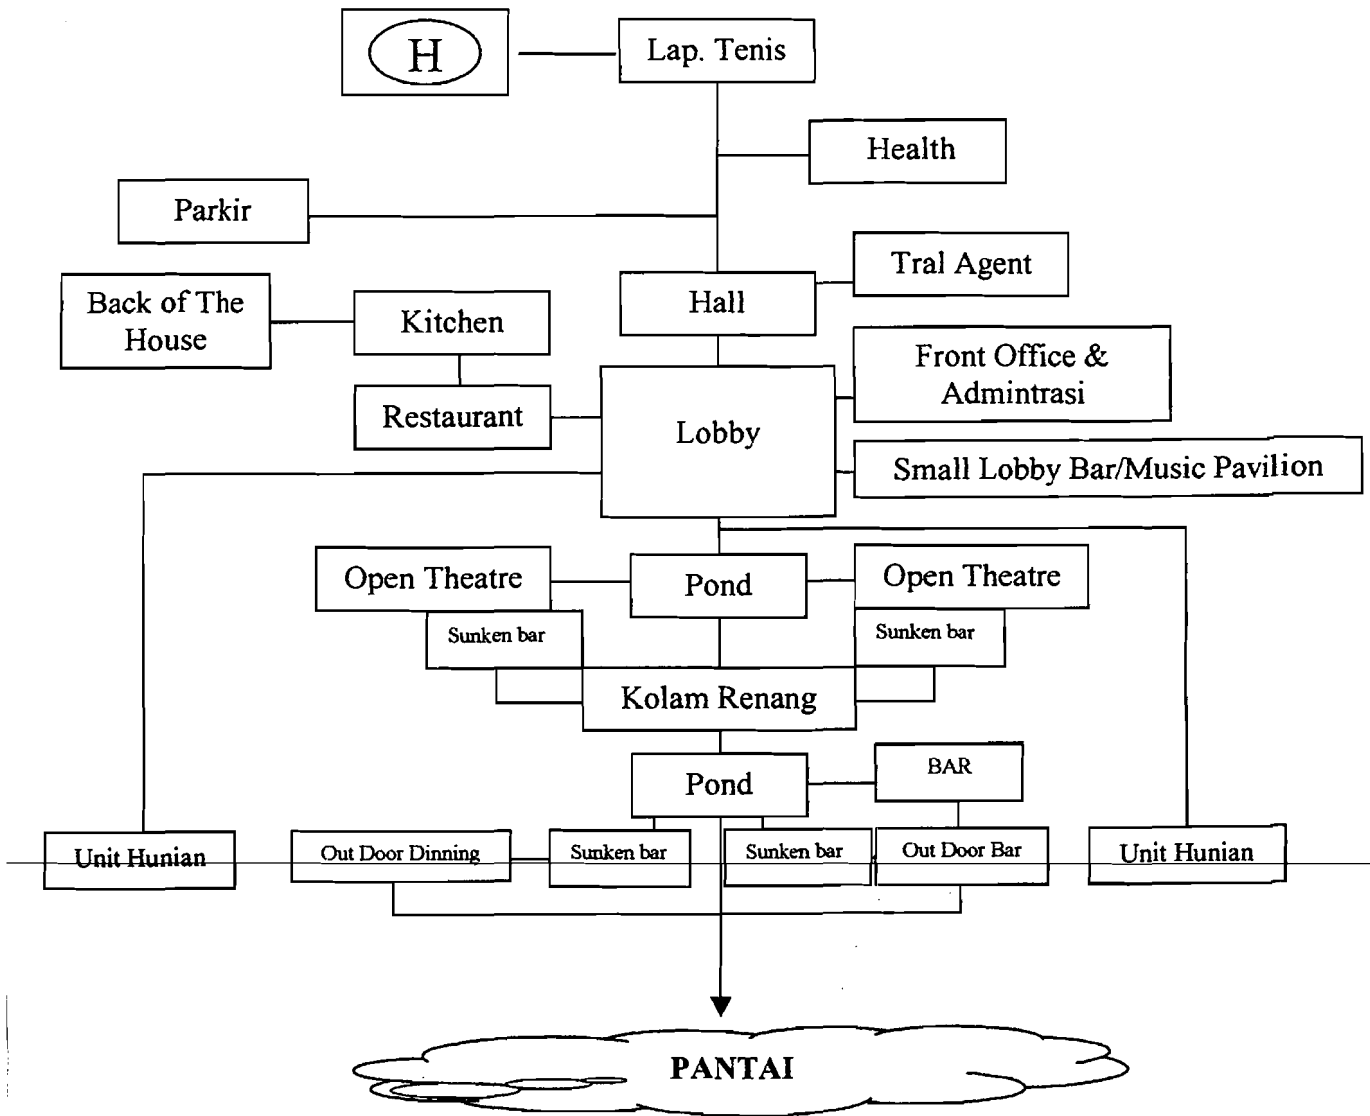 H
Lap. Tenis
Health
Parkir
Tral Agent
Hall
Back of The
House
Kitchen
Front Office &
Admintrasi
Restaurant
Lobby
Small Lobby Bar/Music Pavilion
Open Theatre
Pond
Open Theatre
Sunken bar
Sunken bar
Kolam Renang
Pond
BAR
Unit Hunian
Out Door Dinning
Sunken bar
Sunken bar
Out Door Bar
Unit Hunian
PANTAI